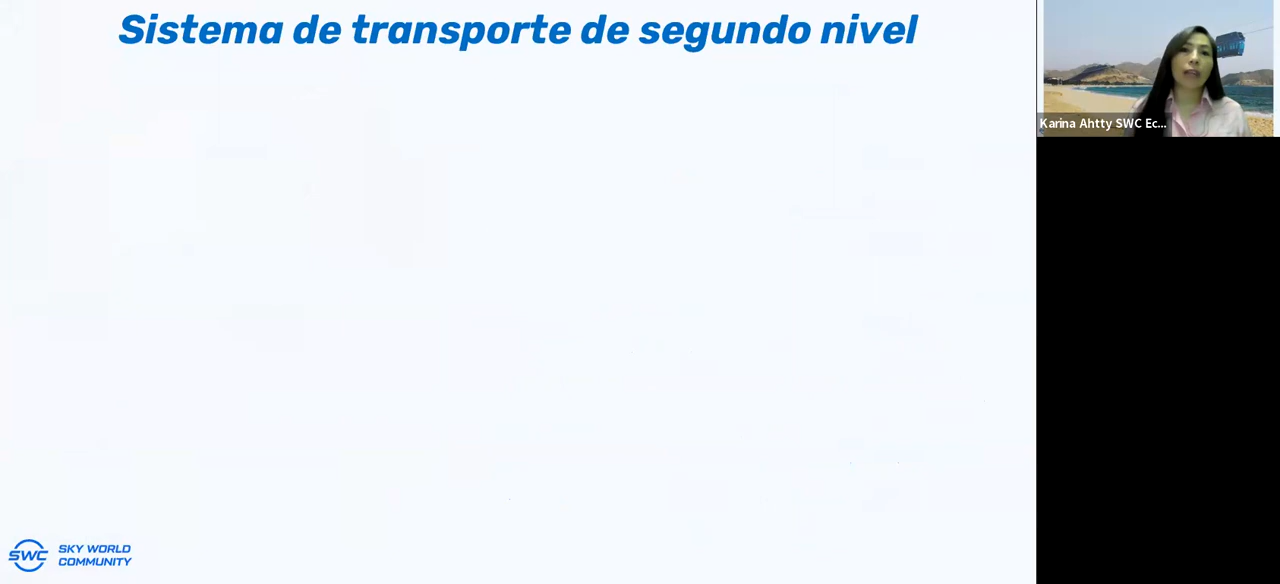 Sistema de transporte de segundo nivel
Karina Ahtty SWC Ec...
SWC SKY WORLD
COMMUNITY